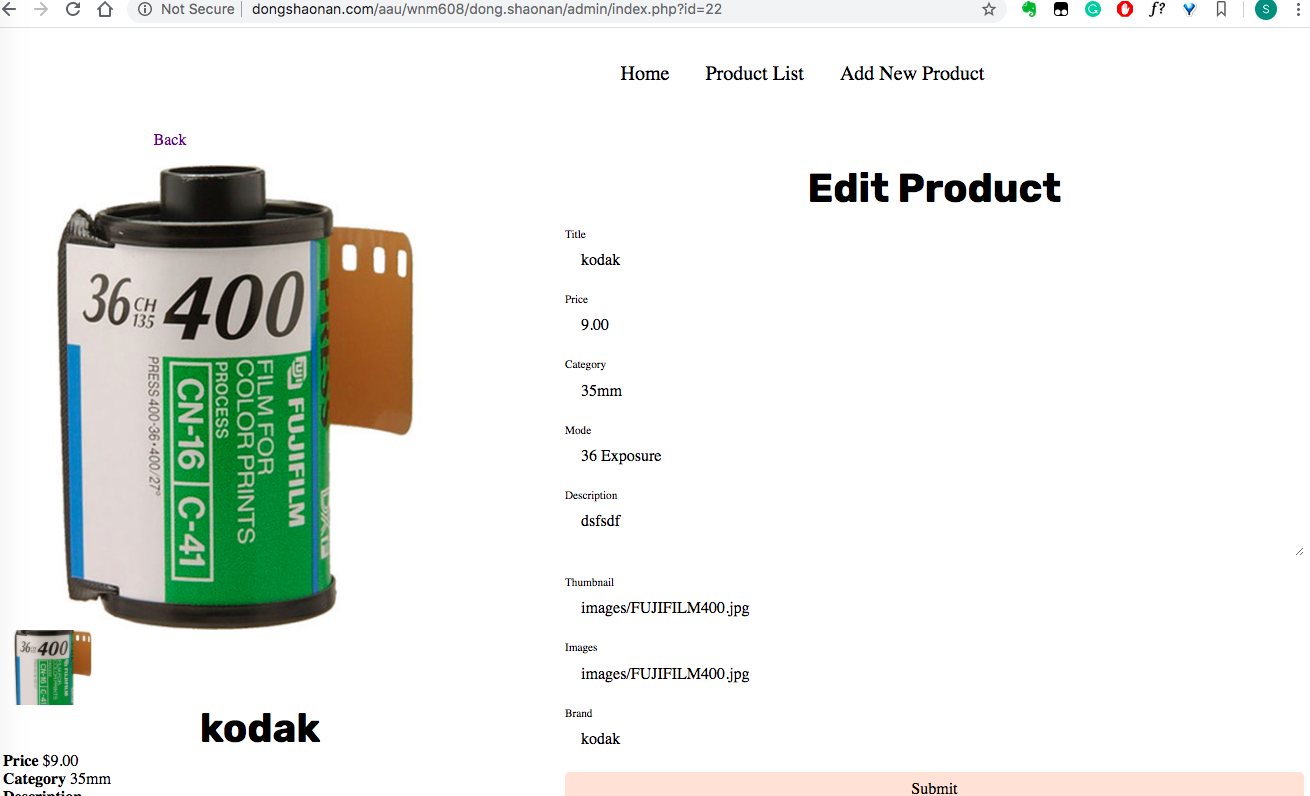 Not Secure | dongshaonan.com/aau/wnm608/dong.shaonan/admin/index.php?id=22
f?
S
Home Product List Add New Product
Back
Edit Product
36 CH 135 400
PRESS 400·36·400/27°
CN-16 C-41
PROCESS
FILM FOR
COLOR PRINTS
FUJIFILM
Title
kodak
Price
9.00
Category
35mm
Mode
36 Exposure
Description
dsfsdf
Thumbnail
images/FUJIFILM400.jpg
Images
images/FUJIFILM400.jpg
Brand
kodak
Submit
36 400
kodak
Price $9.00
Category 35mm
Description